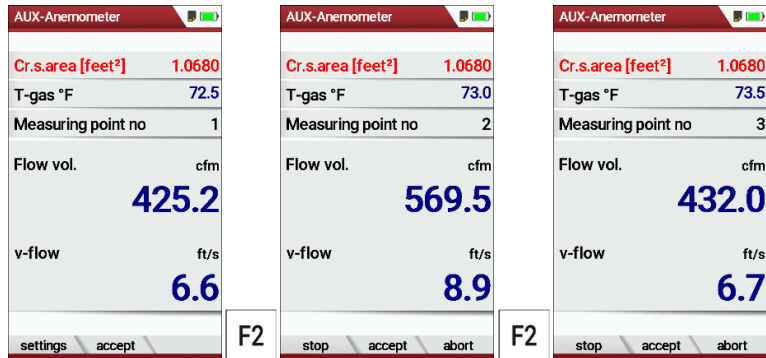 AUX-Anemometer
Cr.s.area [feet²] 1.0680
T-gas °F 72.5
Measuring point no 1
Flow vol. cfm
425.2
v-flow ft/s
6.6
settings accept
F2
AUX-Anemometer
Cr.s.area [feet²] 1.0680
T-gas °F 73.0
Measuring point no 2
Flow vol. cfm
569.5
v-flow ft/s
8.9
stop accept abort
F2
AUX-Anemometer
Cr.s.area [feet²] 1.0680
T-gas °F 73.5
Measuring point no 3
Flow vol. cfm
432.0
v-flow ft/s
6.7
stop accept abort